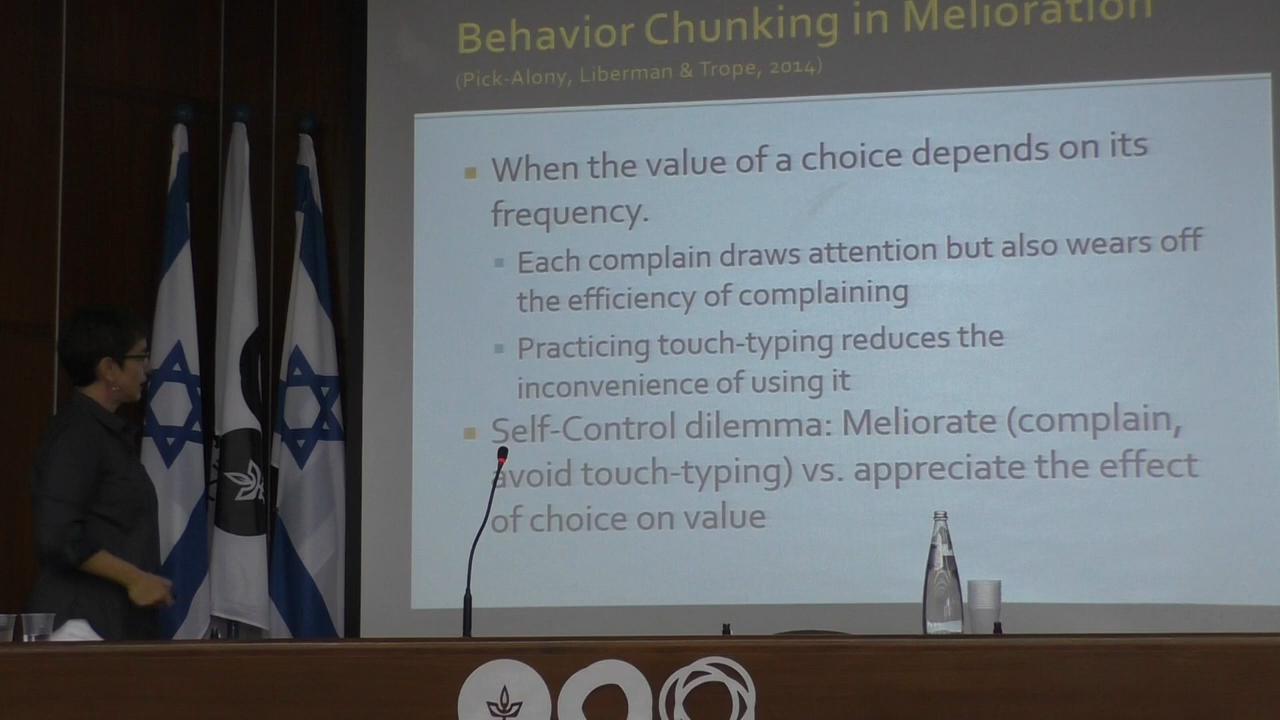 Behavior Chunking in Melioration
(Pick-Alony, Liberman & Trope, 2014)
When the value of a choice depends on its
frequency.
Each complain draws attention but also wears off
the efficiency of complaining
Practicing touch-typing reduces the
inconvenience of using it
Self-Control dilemma: Meliorate (complain,
avoid touch-typing) vs. appreciate the effect
of choice on value